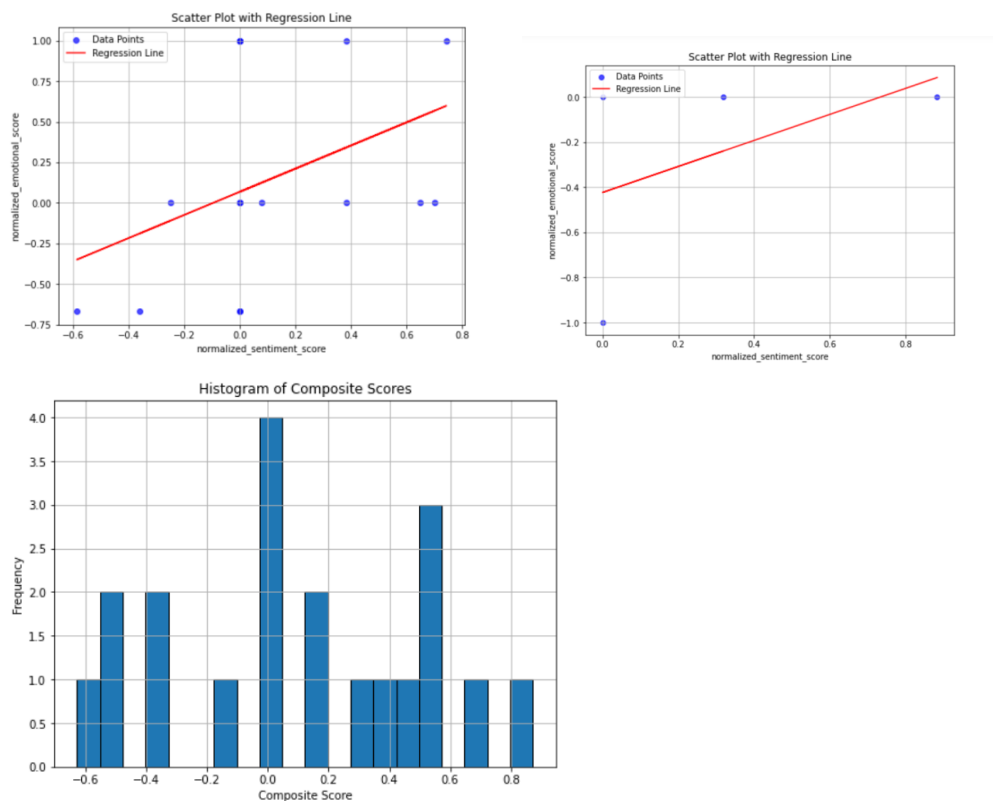 Scatter Plot with Regression Line
Data Points
Regression Line
1.00
0.75
0.50
0.25
0.00
−0.25
−0.50
−0.75
normalized_emotional_score
−0.6 −0.4 −0.2 0.0 0.2 0.4 0.6 0.8
normalized_sentiment_score
Scatter Plot with Regression Line
Data Points
Regression Line
0.0
−0.2
−0.4
−0.6
−0.8
−1.0
normalized_emotional_score
0.0 0.2 0.4 0.6 0.8
normalized_sentiment_score
Histogram of Composite Scores
4.0
3.5
3.0
2.5
2.0
1.5
1.0
0.5
0.0
Frequency
−0.6 −0.4 −0.2 0.0 0.2 0.4 0.6 0.8
Composite Score